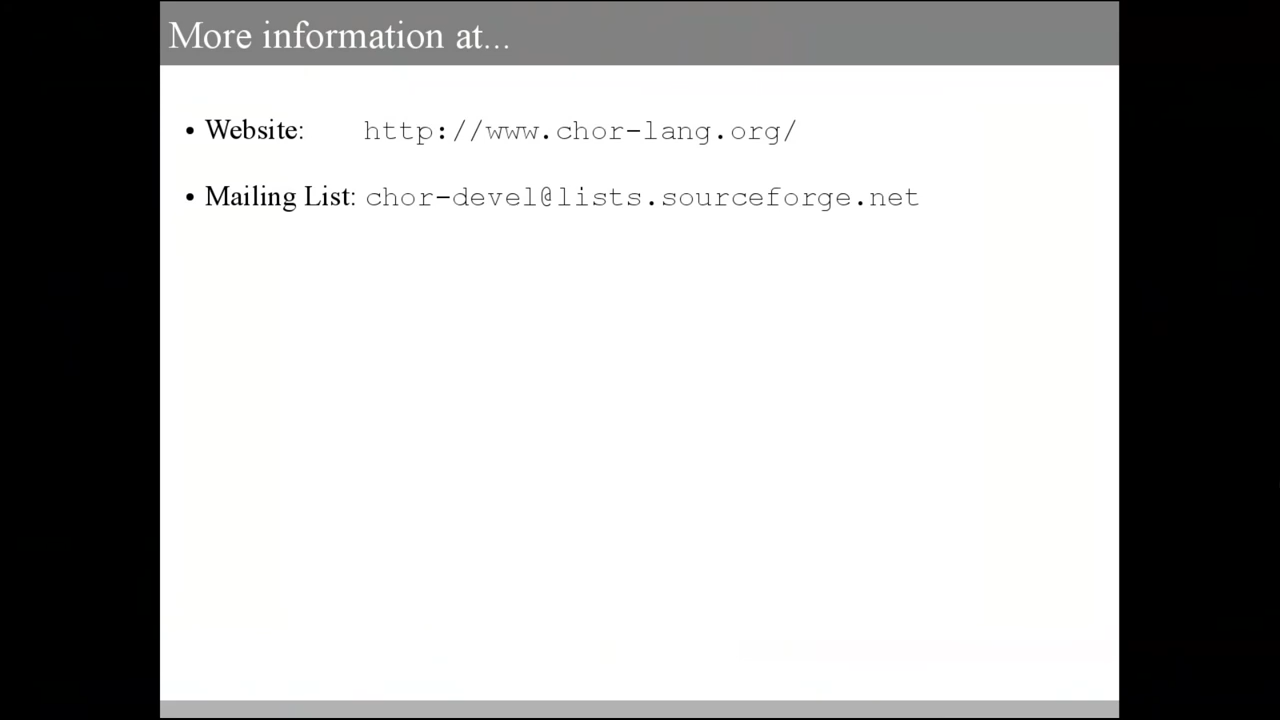 More information at...
• Website: http://www.chor-lang.org/
• Mailing List: chor-devel@lists.sourceforge.net